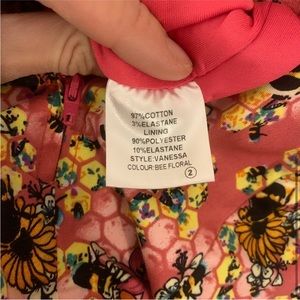 97%COTTON
3%ELASTANE
LINING
90%POLYESTER
10%ELASTANE
STYLE:VANESSA
COLOUR:BEE FLORAL
2